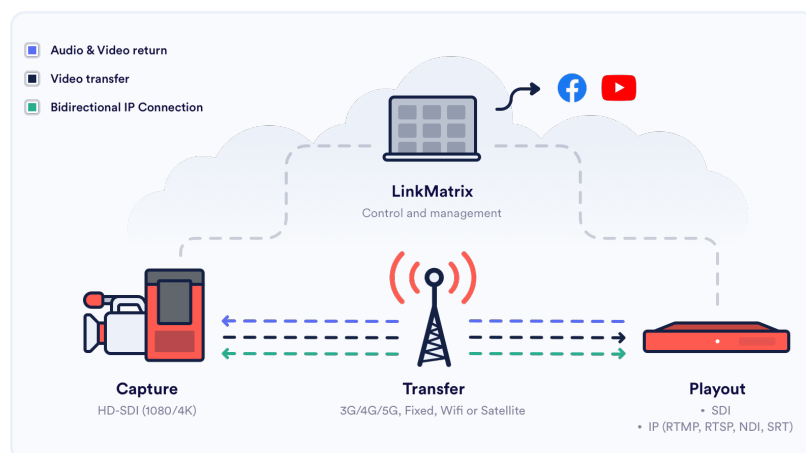 Audio & Video return
Video transfer
Bidirectional IP Connection
LinkMatrix
Control and management
Capture
HD-SDI (1080/4K)
Transfer
3G/4G/5G, Fixed, Wifi or Satellite
Playout
• SDI
• IP (RTMP, RTSP, NDI, SRT)